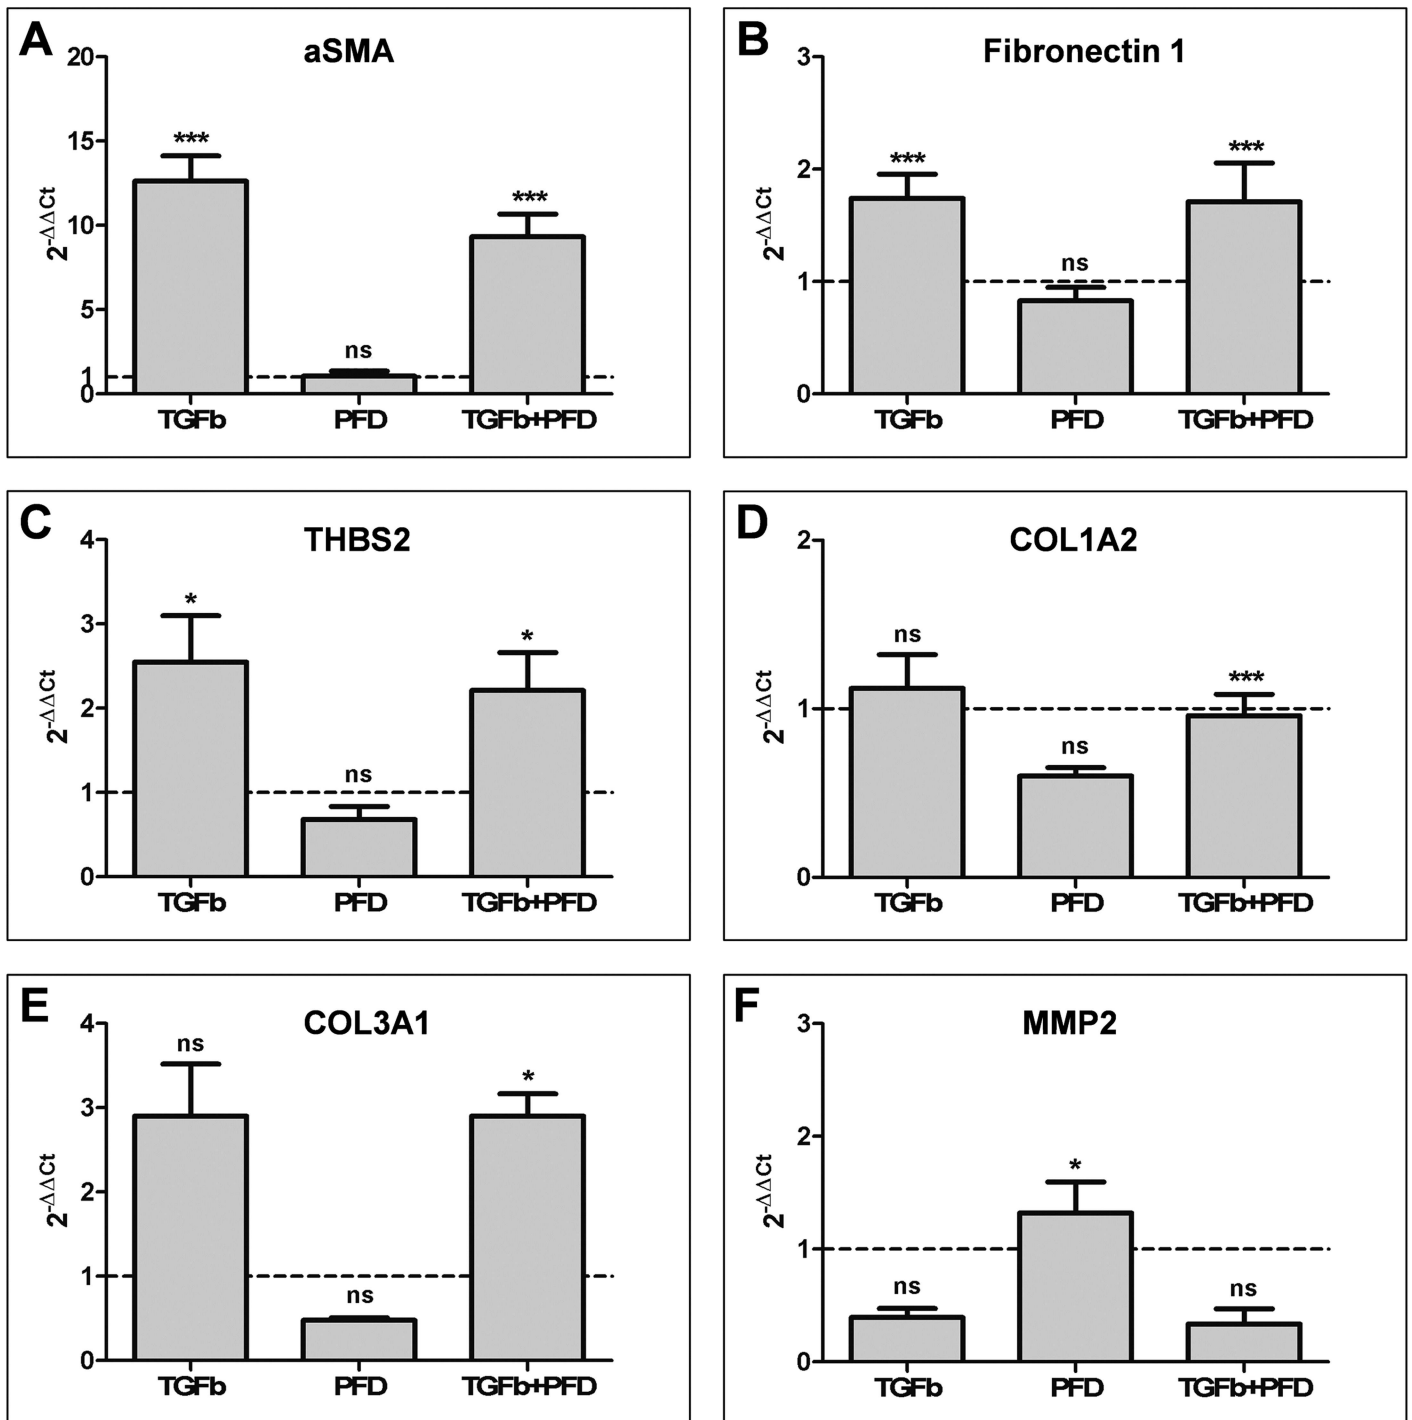 A
aSMA
20
15
10
5
1
0
2-ΔΔCt
***
ns
***
TGFb PFD TGFb+PFD
B
Fibronectin 1
3
2
1
0
2-ΔΔCt
***
ns
***
TGFb PFD TGFb+PFD
C
THBS2
4
3
2
1
0
2-ΔΔCt
*
ns
*
TGFb PFD TGFb+PFD
D
COL1A2
2
1
0
2-ΔΔCt
ns
ns
***
TGFb PFD TGFb+PFD
E
COL3A1
4
3
2
1
0
2-ΔΔCt
ns
ns
*
TGFb PFD TGFb+PFD
F
MMP2
3
2
1
0
2-ΔΔCt
ns
*
ns
TGFb PFD TGFb+PFD